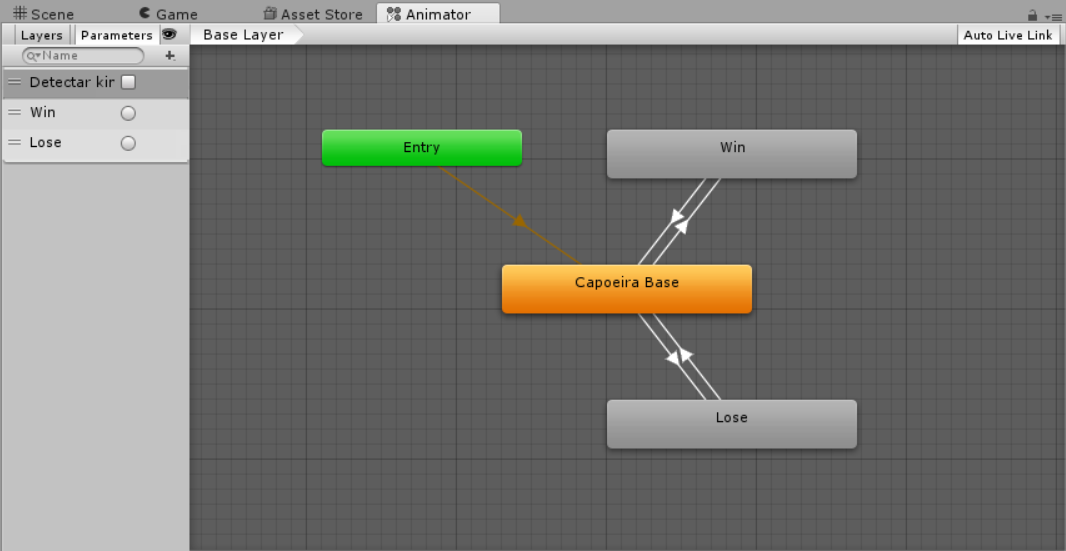 Scene Game Asset Store Animator
Layers Parameters Base Layer Auto Live Link
Name
Detectar kir
Win
Lose
Entry
Win
Capoeira Base
Lose